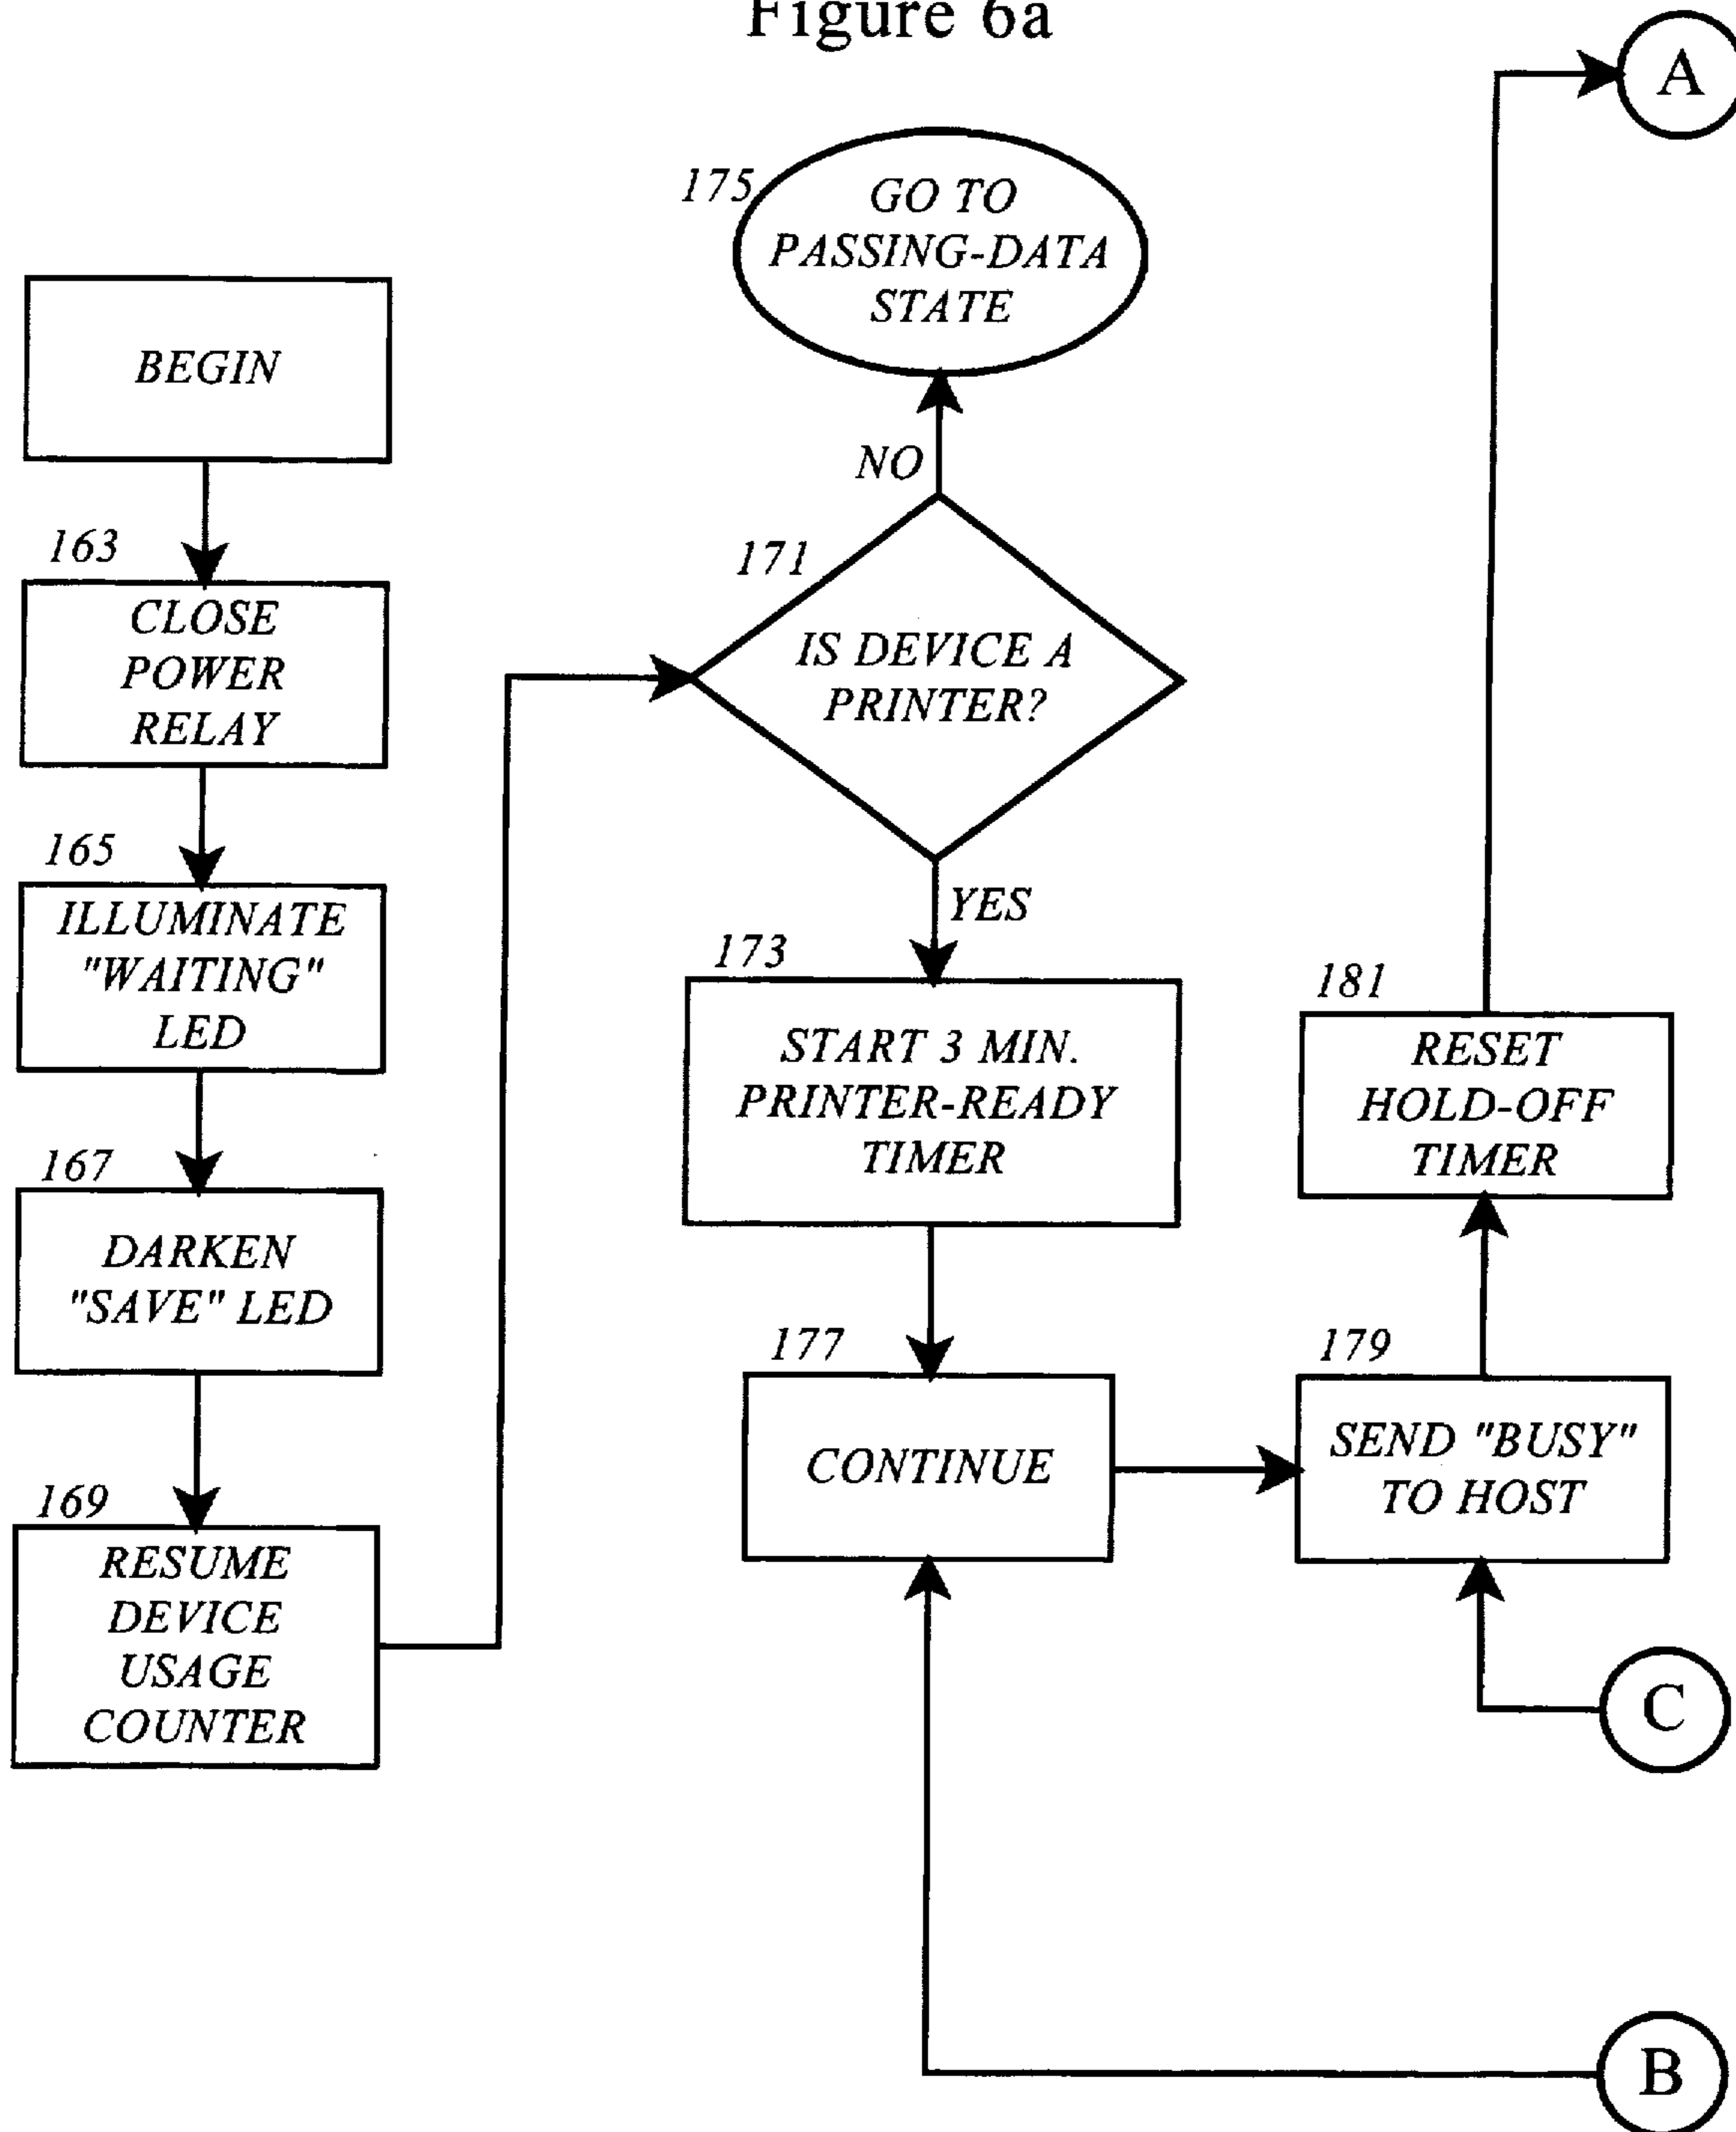 Figure 6a
A
175
GO TO
PASSING-DATA
STATE
BEGIN
NO
163
CLOSE
POWER
RELAY
171
IS DEVICE A
PRINTER?
165
ILLUMINATE
"WAITING"
LED
YES
173
START 3 MIN.
PRINTER-READY
TIMER
181
RESET
HOLD-OFF
TIMER
167
DARKEN
"SAVE" LED
177
CONTINUE
179
SEND "BUSY"
TO HOST
169
RESUME
DEVICE
USAGE
COUNTER
C
B